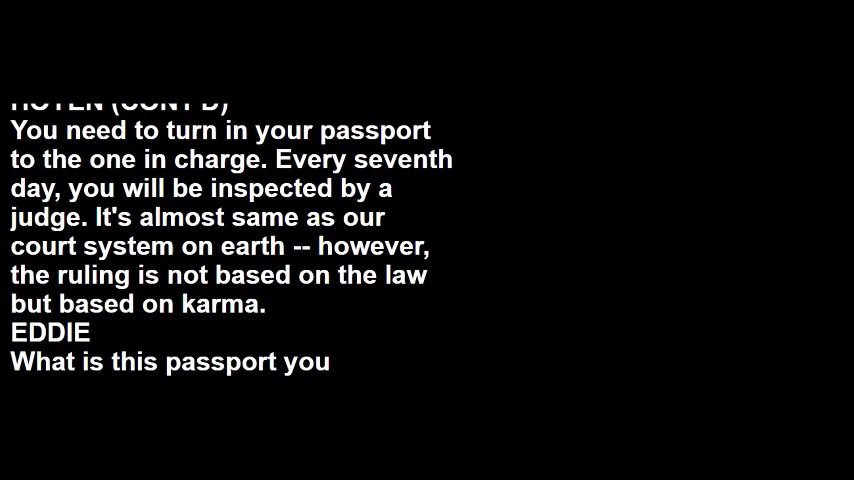 (CONT'D)
You need to turn in your passport
to the one in charge. Every seventh
day, you will be inspected by a
judge. It's almost same as our
court system on earth -- however,
the ruling is not based on the law
but based on karma.
EDDIE
What is this passport you